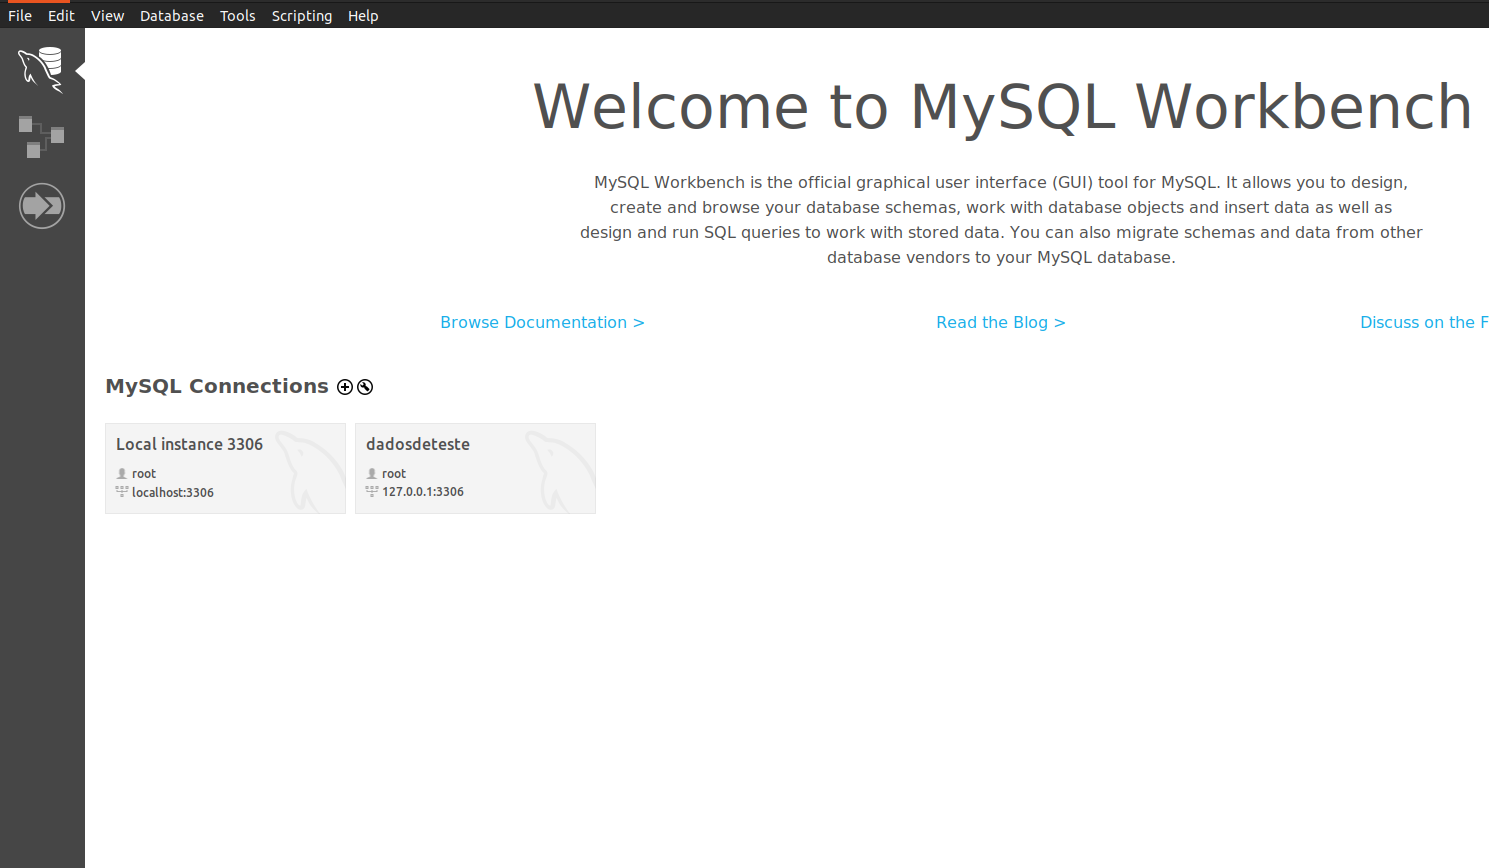 File Edit View Database Tools Scripting Help
Welcome to MySQL Workbench
MySQL Workbench is the official graphical user interface (GUI) tool for MySQL. It allows you to design,
create and browse your database schemas, work with database objects and insert data as well as
design and run SQL queries to work with stored data. You can also migrate schemas and data from other
database vendors to your MySQL database.
Browse Documentation > Read the Blog > Discuss on the F
MySQL Connections
Local instance 3306
root
localhost:3306
dadosdeteste
root
127.0.0.1:3306